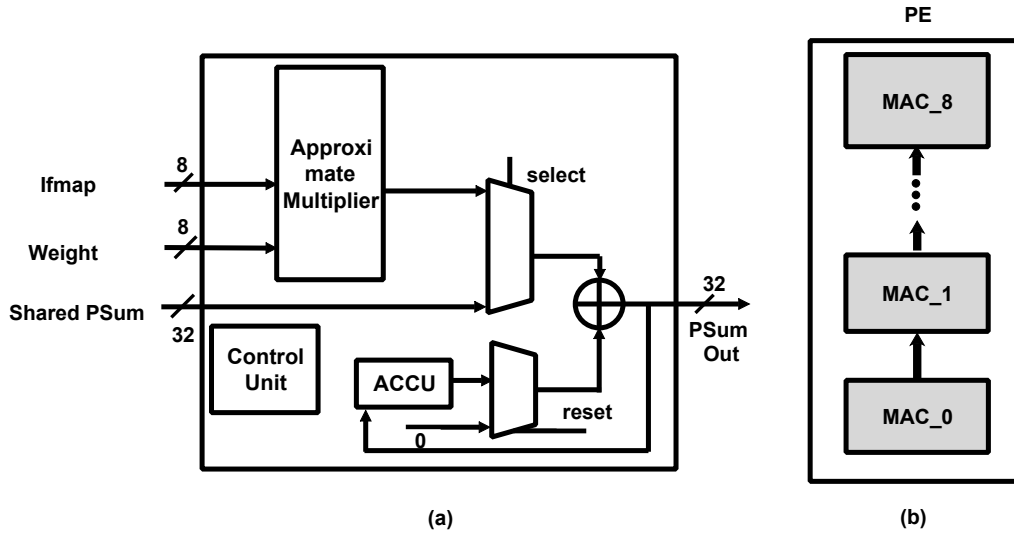 PE
MAC_8
8
Approxi
mate
Multiplier
select
Ifmap
8
Weight
MAC_1
32
Shared PSum
32
PSum
Out
Control
Unit
ACCU
reset
MAC_0
0
(a)
(b)